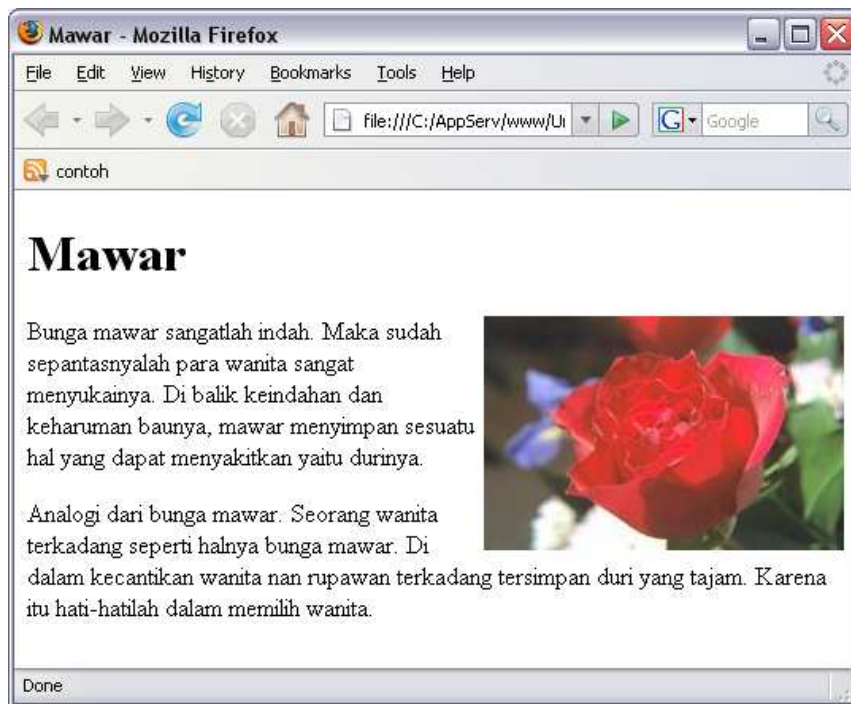 Mawar - Mozilla Firefox
File Edit View History Bookmarks Tools Help
file:///C:/AppServ/www/Un G Google
contoh
Mawar
Bunga mawar sangatlah indah. Maka sudah
sepantasnyalah para wanita sangat
menyukainya. Di balik keindahan dan
keharuman baunya, mawar menyimpan sesuatu
hal yang dapat menyakitkan yaitu durinya.
Analogi dari bunga mawar. Seorang wanita
terkadang seperti halnya bunga mawar. Di
dalam kecantikan wanita nan rupawan terkadang tersimpan duri yang tajam. Karena
itu hati-hatilah dalam memilih wanita.
Done